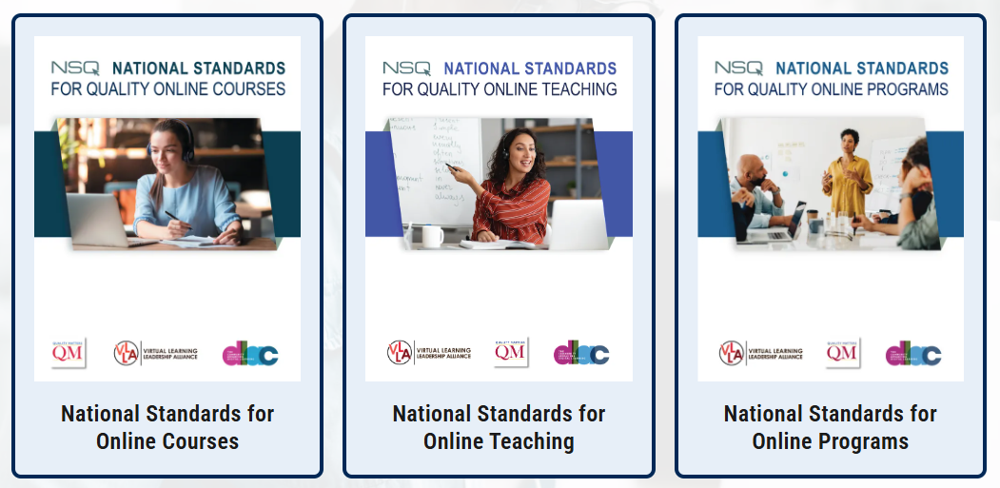 NSQ NATIONAL STANDARDS
FOR QUALITY ONLINE COURSES
QUALITY MATTERS
QM
VLLA VIRTUAL LEARNING
LEADERSHIP ALLIANCE
dlac
National Standards for
Online Courses
NSQ NATIONAL STANDARDS
FOR QUALITY ONLINE TEACHING
always
VLLA VIRTUAL LEARNING
LEADERSHIP ALLIANCE
QUALITY MATTERS
QM
dlac
National Standards for
Online Teaching
NSQ NATIONAL STANDARDS
FOR QUALITY ONLINE PROGRAMS
VLLA VIRTUAL LEARNING
LEADERSHIP ALLIANCE
QUALITY MATTERS
QM
dlac
National Standards for
Online Programs